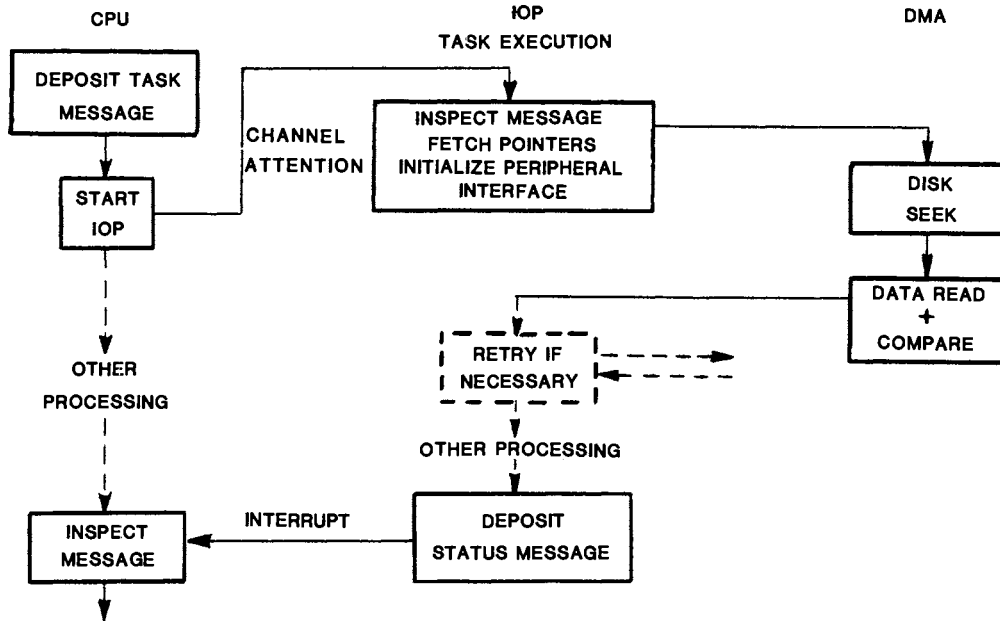 CPU
IOP
TASK EXECUTION
DMA
DEPOSIT TASK
MESSAGE
START
IOP
CHANNEL
ATTENTION
INSPECT MESSAGE
FETCH POINTERS
INITIALIZE PERIPHERAL
INTERFACE
DISK
SEEK
DATA READ
+
COMPARE
RETRY IF
NECESSARY
OTHER
PROCESSING
OTHER PROCESSING
DEPOSIT
STATUS MESSAGE
INTERRUPT
INSPECT
MESSAGE